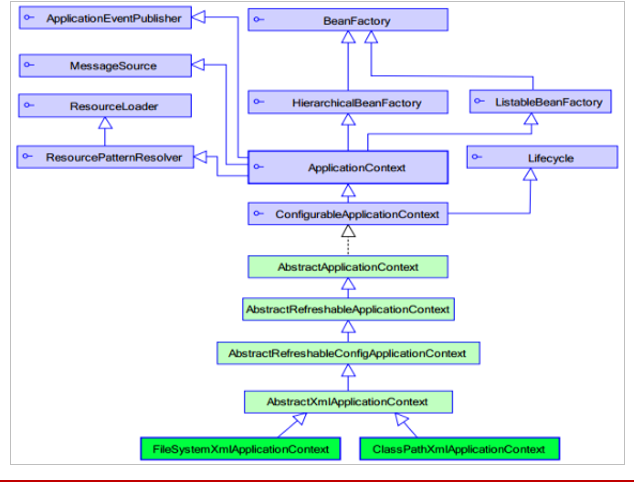 ApplicationEventPublisher
BeanFactory
MessageSource
ResourceLoader
HierarchicalBeanFactory
ListableBeanFactory
ResourcePatternResolver
ApplicationContext
Lifecycle
ConfigurableApplicationContext
AbstractApplicationContext
AbstractRefreshableApplicationContext
AbstractRefreshableConfigApplicationContext
AbstractXmlApplicationContext
FileSystemXmlApplicationContext
ClassPathXmlApplicationContext